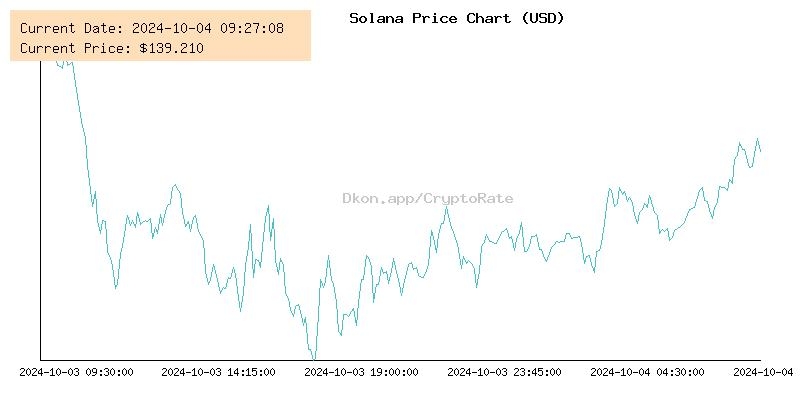 Solana Price Chart (USD)
Current Date: 2024-10-04 09:27:08
Current Price: $139.210
Dkon.app/CryptoRate
2024-10-03 09:30:00 2024-10-03 14:15:00 2024-10-03 19:00:00 2024-10-03 23:45:00 2024-10-04 04:30:00 2024-10-04